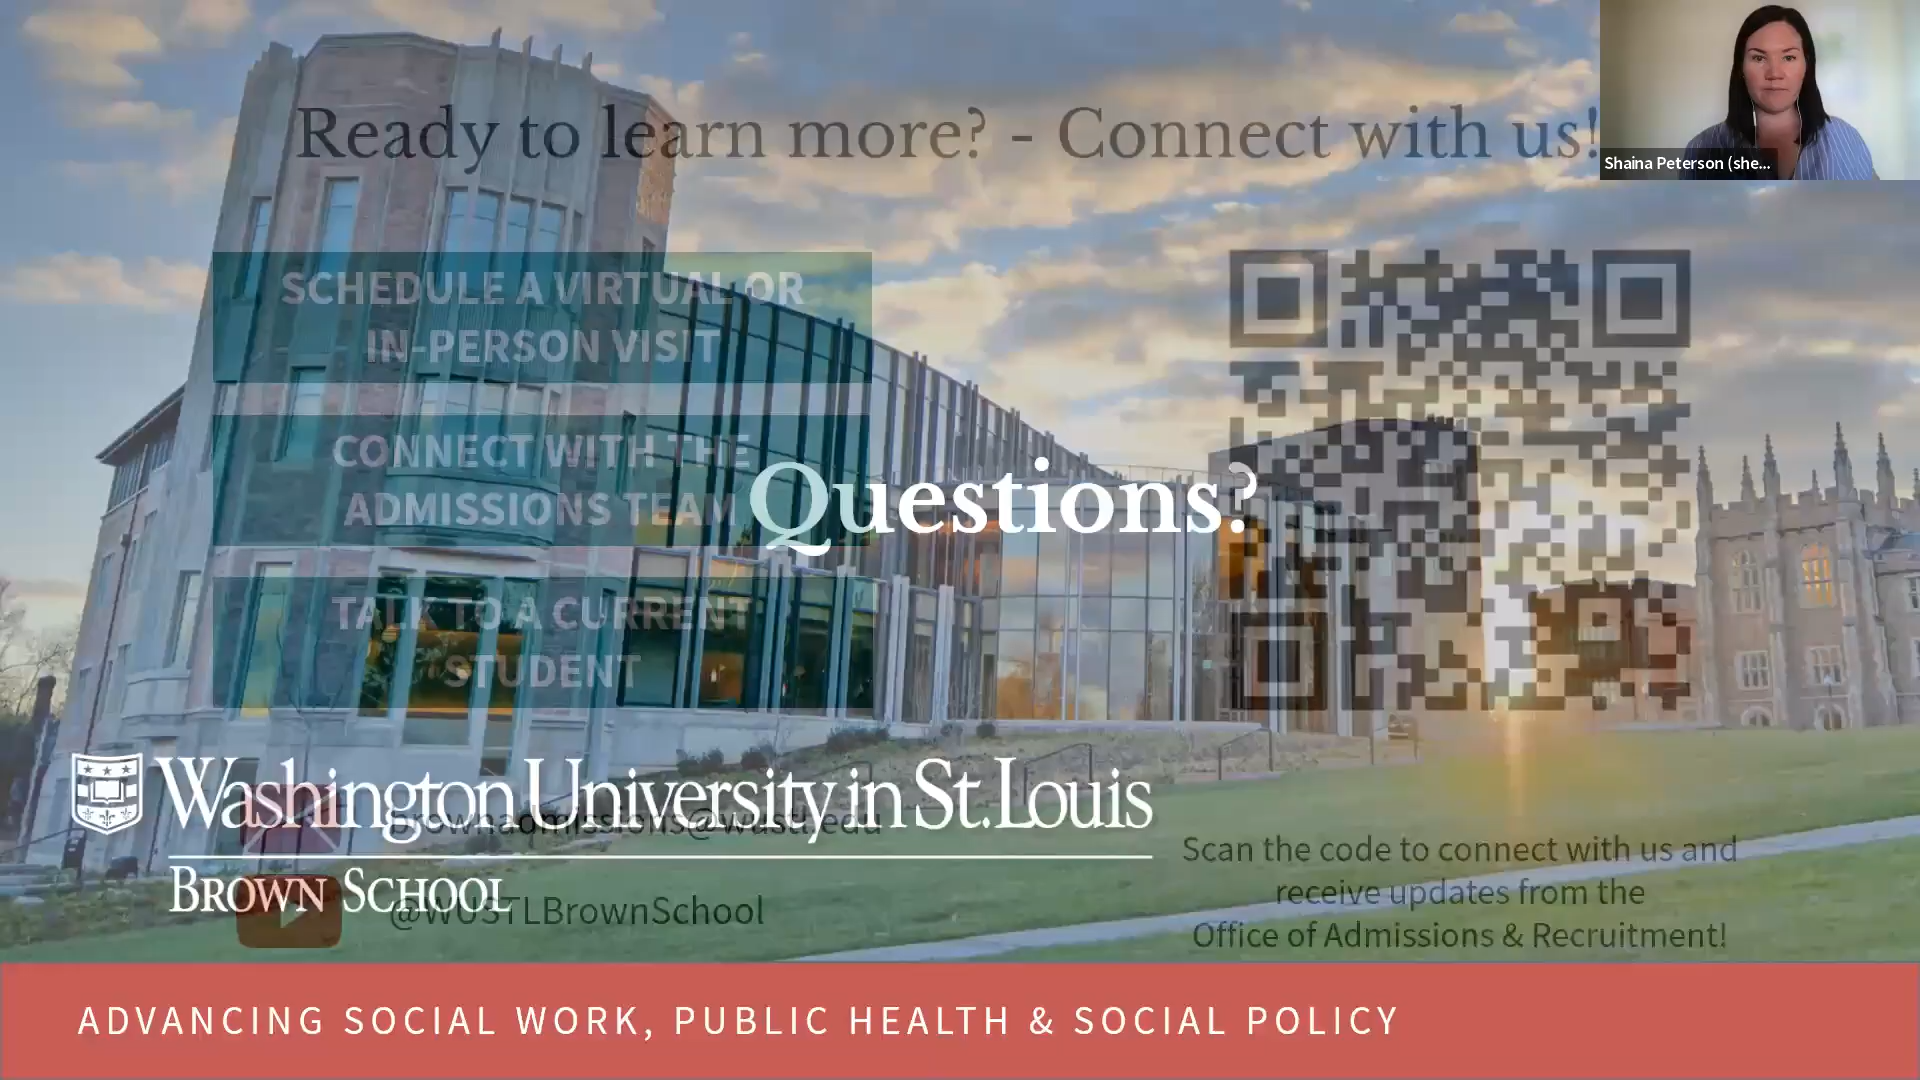 Ready to learn more? - Connect with us!
Shaina Peterson (she...
SCHEDULE A VIRTUAL OR
IN-PERSON VISIT
CONNECT WITH THE
ADMISSIONS TEAM
Questions?
TALK TO A CURRENT
STUDENT
Washington University in St. Louis
brownadmissions@wustl.edu
BROWN SCHOOL
@WUSTLBrownSchool
Scan the code to connect with us and
receive updates from the
Office of Admissions & Recruitment!
ADVANCING SOCIAL WORK, PUBLIC HEALTH & SOCIAL POLICY